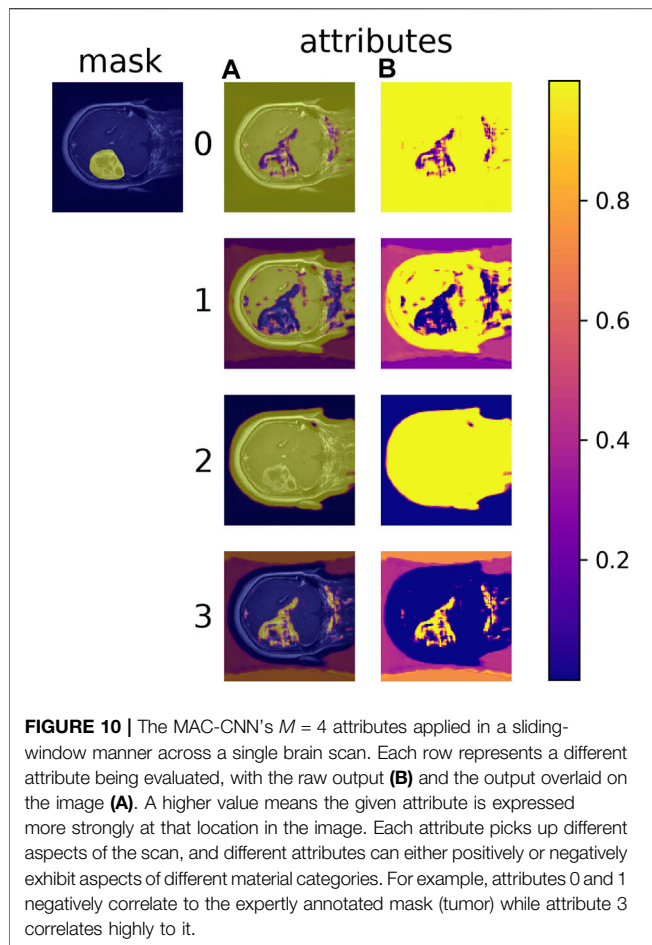 attributes
mask
A B
0
1
2
3
0.8
0.6
0.4
0.2
FIGURE 10 | The MAC-CNN's M = 4 attributes applied in a sliding-
window manner across a single brain scan. Each row represents a different
attribute being evaluated, with the raw output (B) and the output overlaid on
the image (A). A higher value means the given attribute is expressed
more strongly at that location in the image. Each attribute picks up different
aspects of the scan, and different attributes can either positively or negatively
exhibit aspects of different material categories. For example, attributes 0 and 1
negatively correlate to the expertly annotated mask (tumor) while attribute 3
correlates highly to it.